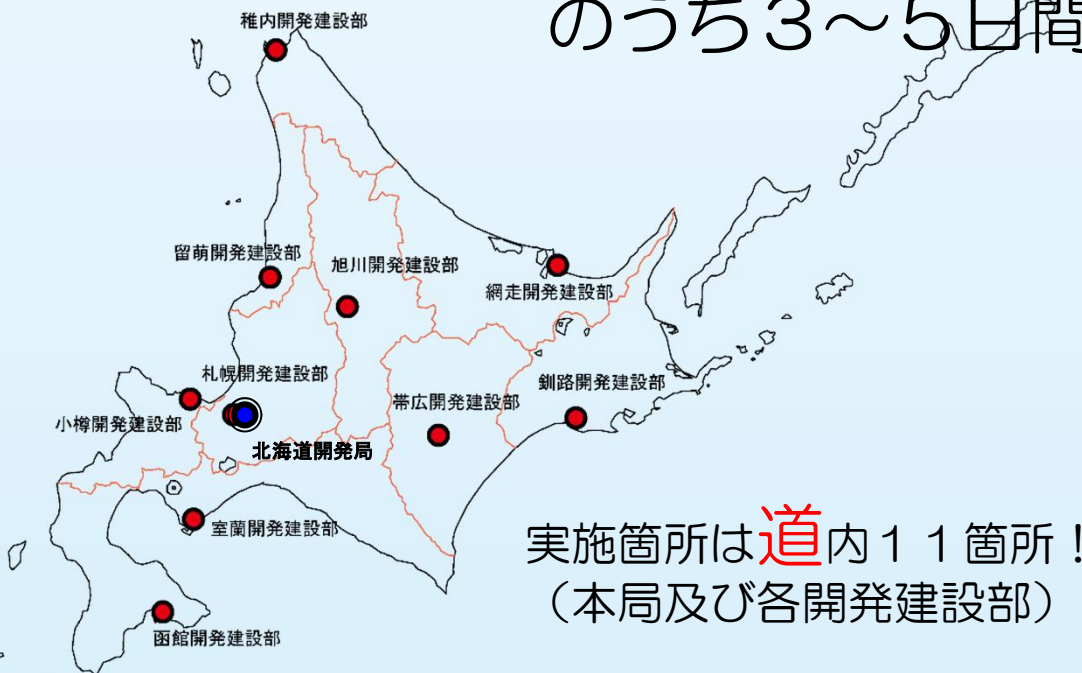 稚内開発建設部
のうち3~5日間
留萌開発建設部
旭川開発建設部
網走開発建設部
札幌開発建設部
釧路開発建設部
帯広開発建設部
小樽開発建設部
北海道開発局
室蘭開発建設部
実施箇所は道内11箇所!
(本局及び各開発建設部)
函館開発建設部